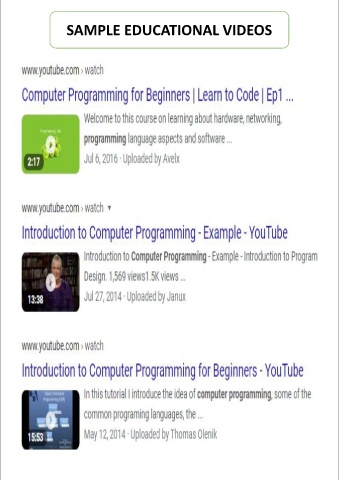 SAMPLE EDUCATIONAL VIDEOS
www.youtube.com › watch
Computer Programming for Beginners | Learn to Code | Ep1 ...
Welcome to this course on learning about hardware, networking,
programming language aspects and software ...
2:17
Jul 6, 2016 · Uploaded by Avelx
www.youtube.com › watch ▾
Introduction to Computer Programming - Example - YouTube
Introduction to Computer Programming - Example - Introduction to Program
Design. 1,569 views1.5K views ...
13:38
Jul 27, 2014 · Uploaded by Janux
www.youtube.com › watch
Introduction to Computer Programming for Beginners - YouTube
In this tutorial I introduce the idea of computer programming, some of the
common programing languages, the ...
15:53
May 12, 2014 · Uploaded by Thomas Olenik